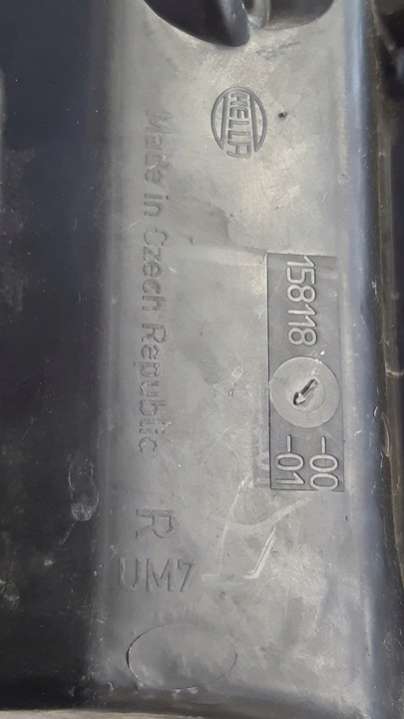 HELLA
Made in Czech Republic
158118
-00
-01
R
UM7